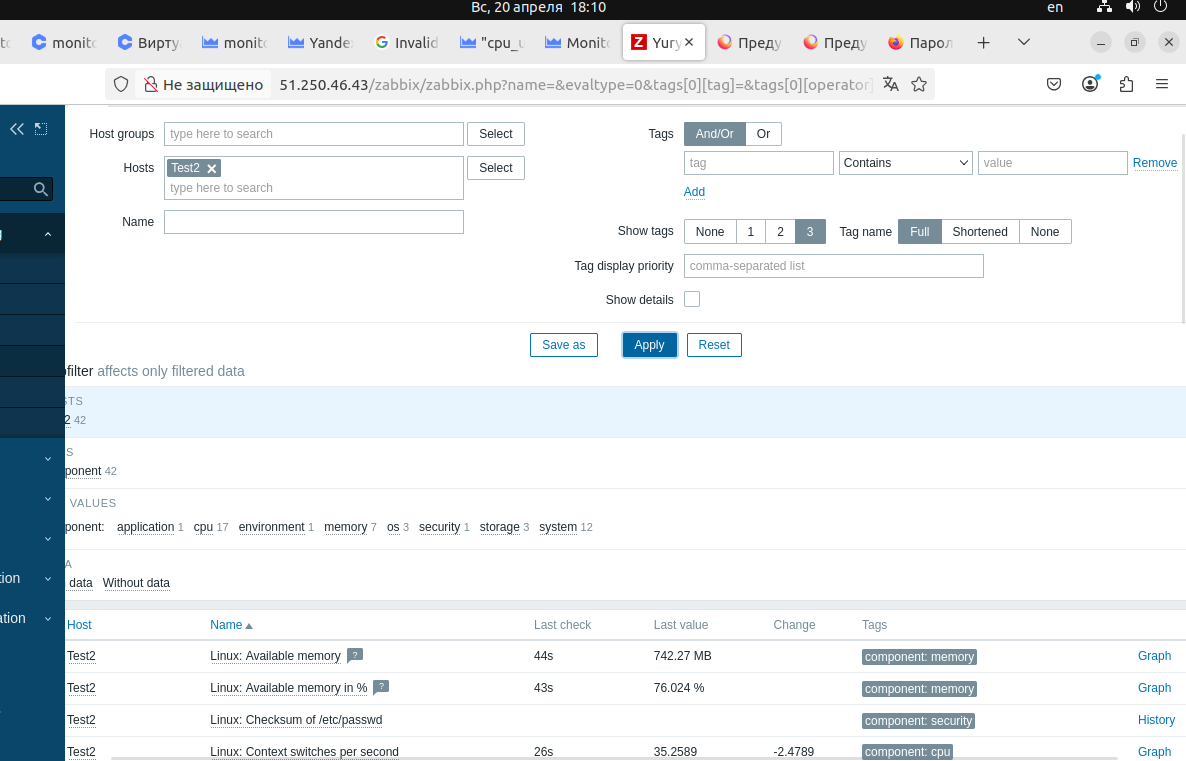 Вс, 20 апреля 18:10 en
monito Вирту monito Yande Invalid "cpu_u Monito Yury Преду Преду Парол
Не защищено 51.250.46.43/zabbix/zabbix.php?name=&evaltype=0&tags[0][tag]=&tags[0][operator]
Host groups type here to search Select Tags And/Or Or
Hosts Test2 Select tag Contains value Remove
type here to search
Add
Name
Show tags None 1 2 3 Tag name Full Shortened None
Tag display priority comma-separated list
Show details
Save as Apply Reset
ofilter affects only filtered data
STS
2 42
S
ponent 42
VALUES
ponent: application 1 cpu 17 environment 1 memory 7 os 3 security 1 storage 3 system 12
A
data Without data
tion
ation
Host Name Last check Last value Change Tags
Test2 Linux: Available memory ? 44s 742.27 MB component: memory Graph
Test2 Linux: Available memory in % ? 43s 76.024 % component: memory Graph
Test2 Linux: Checksum of /etc/passwd component: security History
Test2 Linux: Context switches per second 26s 35.2589 -2.4789 component: cpu Graph